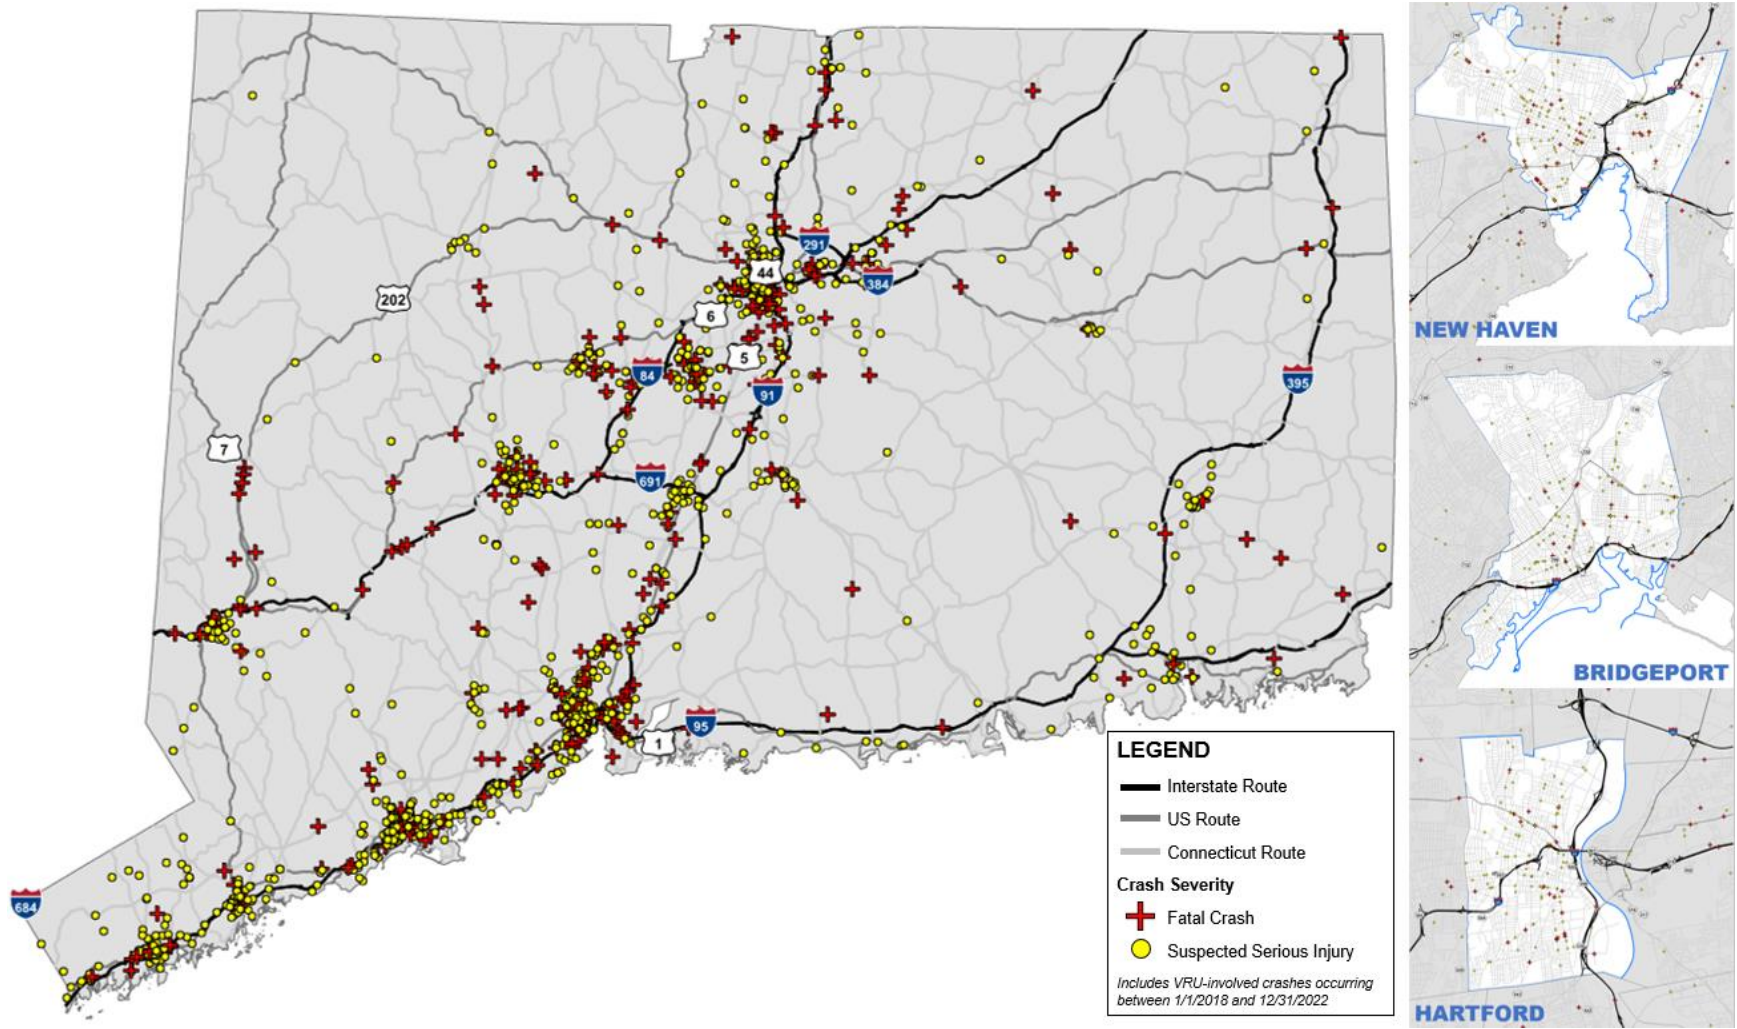 291
44
384
202
6
5
84
91
395
7
691
95
1
684
LEGEND
Interstate Route
US Route
Connecticut Route
Crash Severity
Fatal Crash
Suspected Serious Injury
Includes VRU-involved crashes occurring
between 1/1/2018 and 12/31/2022
NEW HAVEN
BRIDGEPORT
HARTFORD